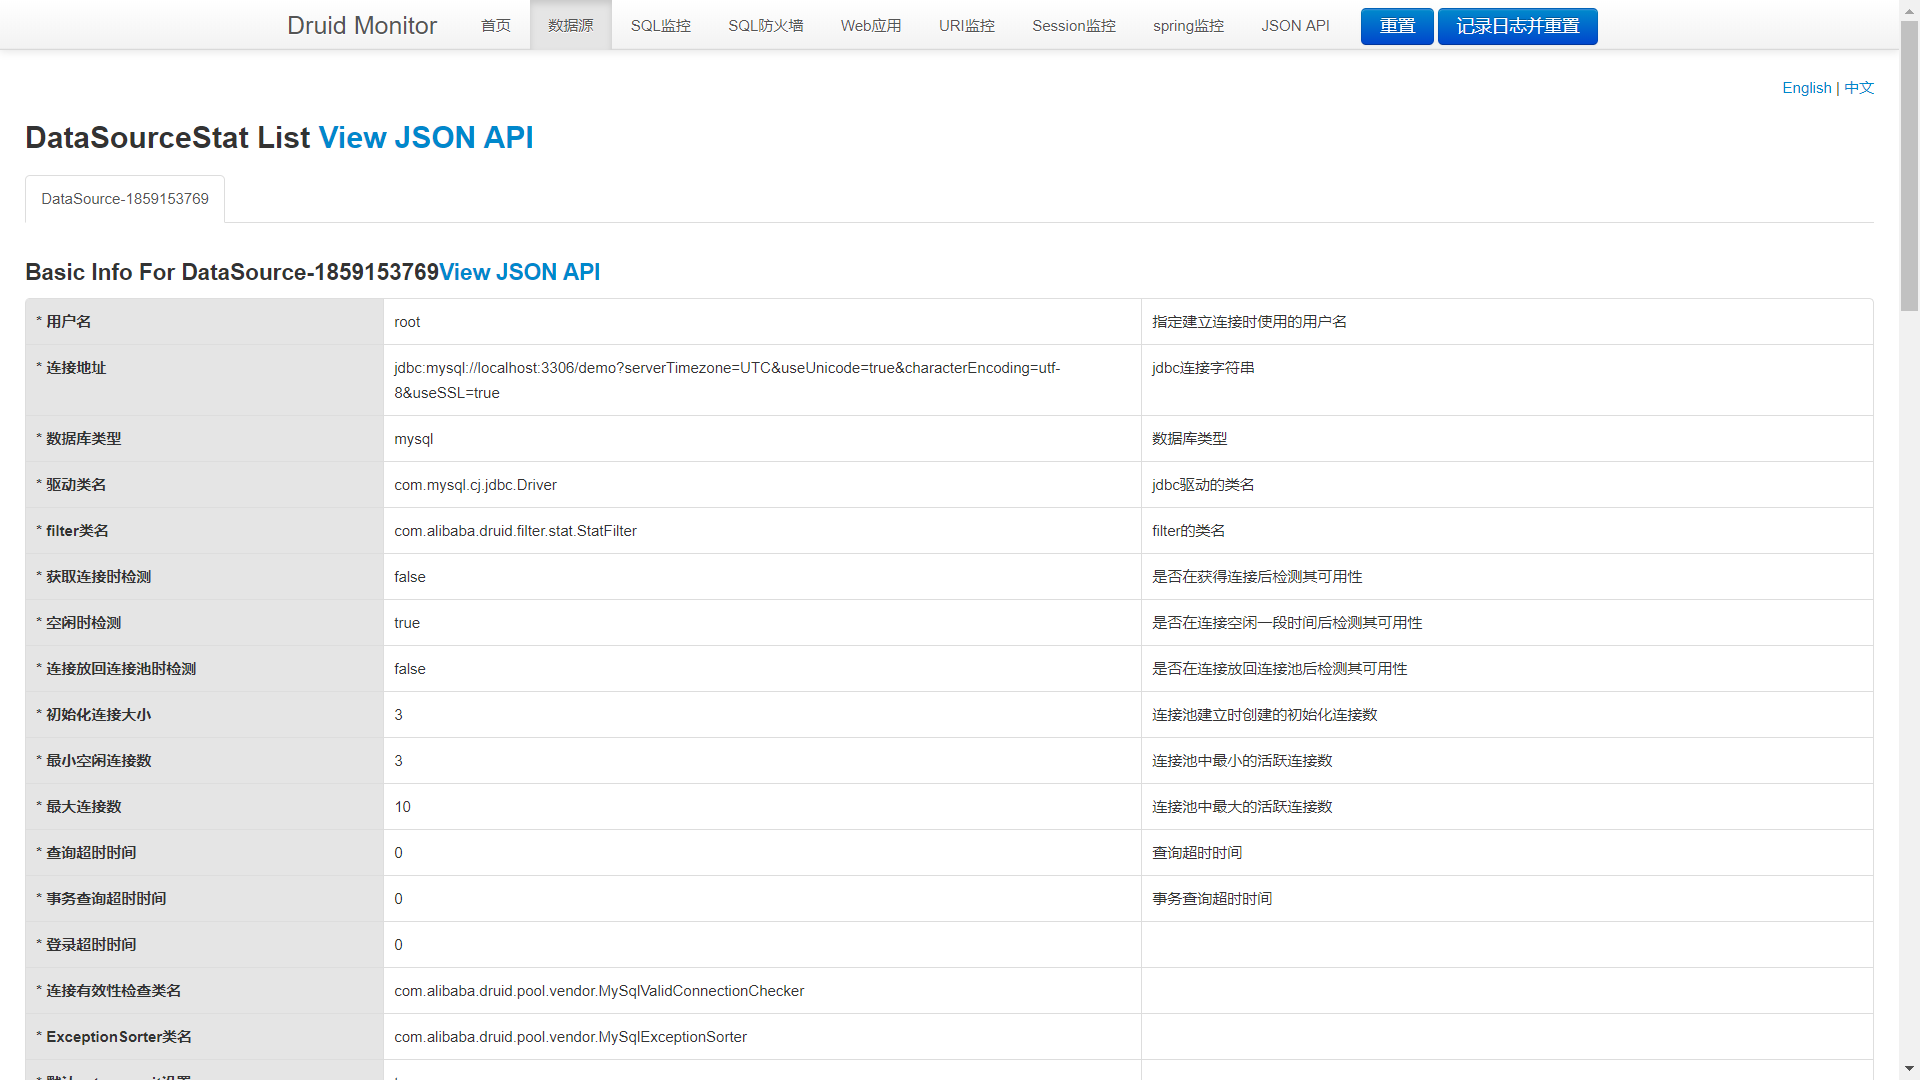 Druid Monitor 首页 数据源 SQL监控 SQL防火墙 Web应用 URI监控 Session监控 spring监控 JSON API 重置 记录日志并重置
English | 中文
DataSourceStat List View JSON API
DataSource-1859153769
Basic Info For DataSource-1859153769View JSON API
* 用户名 root 指定建立连接时使用的用户名
* 连接地址 jdbc:mysql://localhost:3306/demo?serverTimezone=UTC&useUnicode=true&characterEncoding=utf- jdbc连接字符串
8&useSSL=true
* 数据库类型 mysql 数据库类型
* 驱动类名 com.mysql.cj.jdbc.Driver jdbc驱动的类名
* filter类名 com.alibaba.druid.filter.stat.StatFilter filter的类名
* 获取连接时检测 false 是否在获得连接后检测其可用性
* 空闲时检测 true 是否在连接空闲一段时间后检测其可用性
* 连接放回连接池时检测 false 是否在连接放回连接池后检测其可用性
* 初始化连接大小 3 连接池建立时创建的初始化连接数
* 最小空闲连接数 3 连接池中最小的活跃连接数
* 最大连接数 10 连接池中最大的活跃连接数
* 查询超时时间 0 查询超时时间
* 事务查询超时时间 0 事务查询超时时间
* 登录超时时间 0
* 连接有效性检查类名 com.alibaba.druid.pool.vendor.MySqlValidConnectionChecker
* ExceptionSorter类名 com.alibaba.druid.pool.vendor.MySqlExceptionSorter